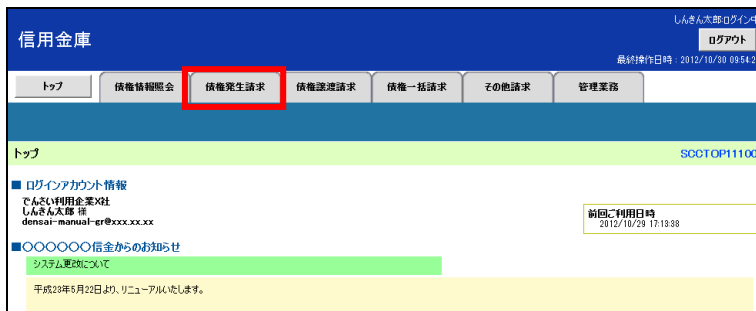 しんきん太郎ログイン中
信用金庫
ログアウト
最終操作日時：2012/10/30 09:54:2
トップ 債権情報照会 債権発生請求 債権譲渡請求 債権一括請求 その他請求 管理業務
トップ SCCTOP11100
■ ログインアカウント情報
でんさい利用企業X社
しんきん太郎 様
densai-manual-gr@xxx.xx.xx
前回ご利用日時
2012/10/29 17:13:38
■〇〇〇〇〇〇信金からのお知らせ
システム更改について
平成23年5月22日より、リニューアルいたします。